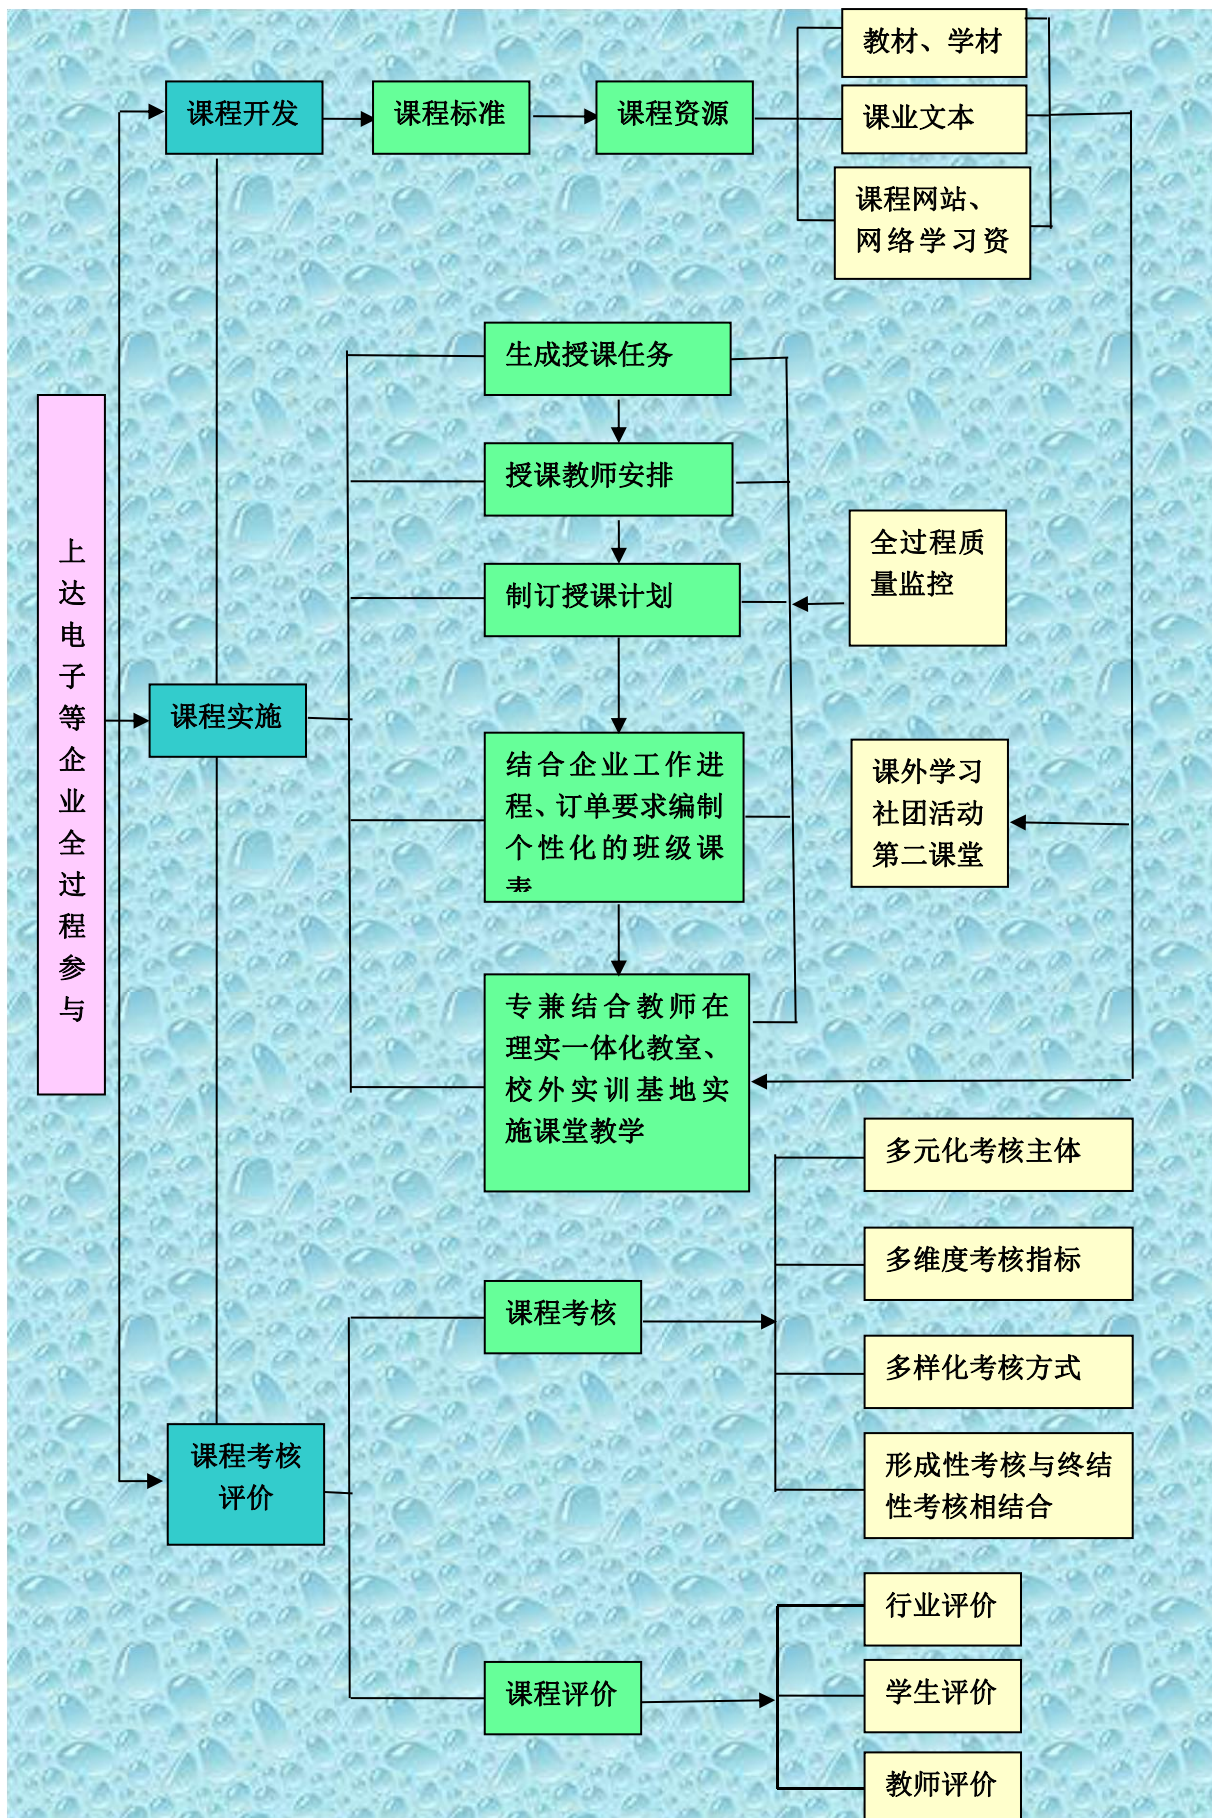 教材、学材
课程开发
课程标准
课程资源
课业文本
课程网站、
网络学习资
生成授课任务
授课教师安排
全过程质
量监控
制订授课计划
上达电子等企业全过程参与
课程实施
结合企业工作进
程、订单要求编制
个性化的班级课
表
课外学习
社团活动
第二课堂
专兼结合教师在
理实一体化教室、
校外实训基地实
施课堂教学
多元化考核主体
多维度考核指标
课程考核
多样化考核方式
课程考核
评价
形成性考核与终结
性考核相结合
行业评价
课程评价
学生评价
教师评价